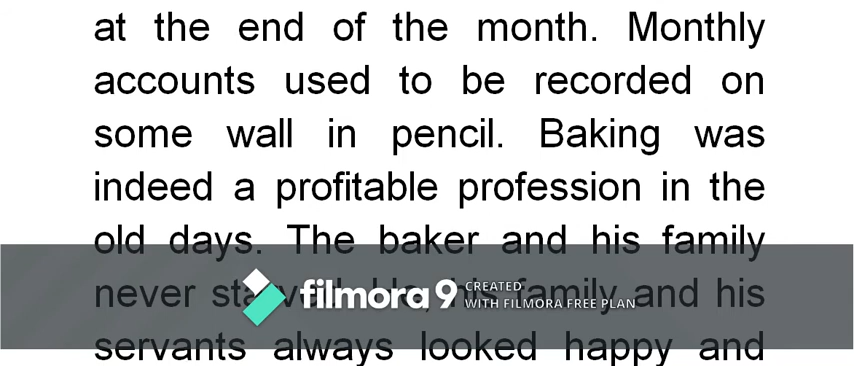 at the end of the month. Monthly
accounts used to be recorded on
some wall in pencil. Baking was
indeed a profitable profession in the
old days. The baker and his family
never his family and his
filmora9 CREATED
WITH FILMORA FREE PLAN
servants always looked happy and